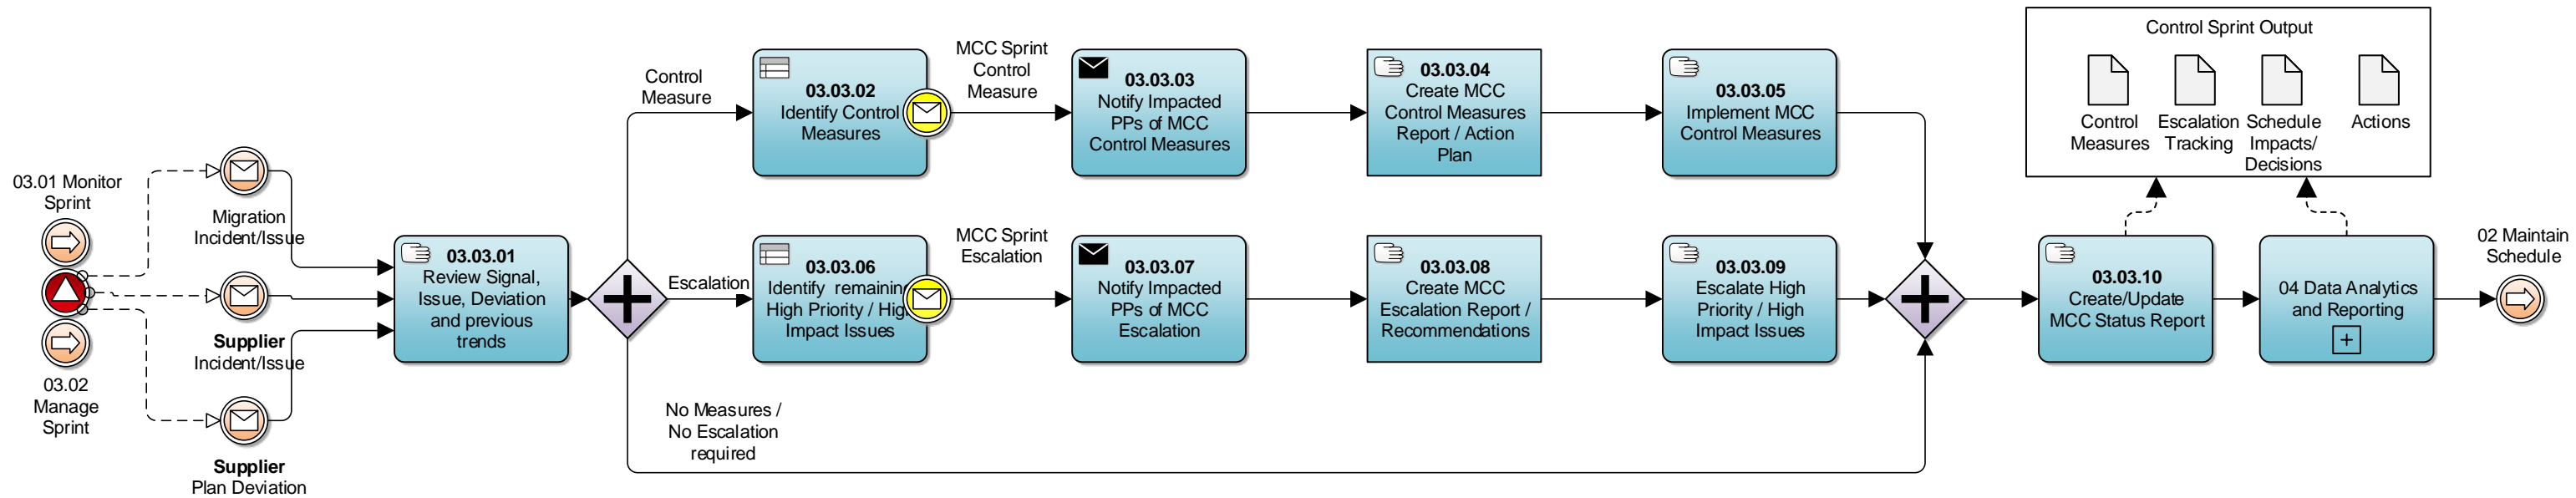 03.01 Monitor
Sprint
03.02
Manage
Sprint
Migration
Incident/Issue
Supplier
Incident/Issue
Supplier
Plan Deviation
03.03.01
Review Signal,
Issue, Deviation
and previous
trends
Control
Measure
Escalation
No Measures /
No Escalation
required
03.03.02
Identify Control
Measures
MCC Sprint
Control
Measure
03.03.03
Notify Impacted
PPs of MCC
Control Measures
03.03.04
Create MCC
Control Measures
Report / Action
Plan
03.03.05
Implement MCC
Control Measures
03.03.06
Identify remaining
High Priority / High
Impact Issues
MCC Sprint
Escalation
03.03.07
Notify Impacted
PPs of MCC
Escalation
03.03.08
Create MCC
Escalation Report /
Recommendations
03.03.09
Escalate High
Priority / High
Impact Issues
Control Sprint Output
Control
Measures
Escalation
Tracking
Schedule
Impacts/
Decisions
Actions
03.03.10
Create/Update
MCC Status Report
04 Data Analytics
and Reporting
02 Maintain
Schedule